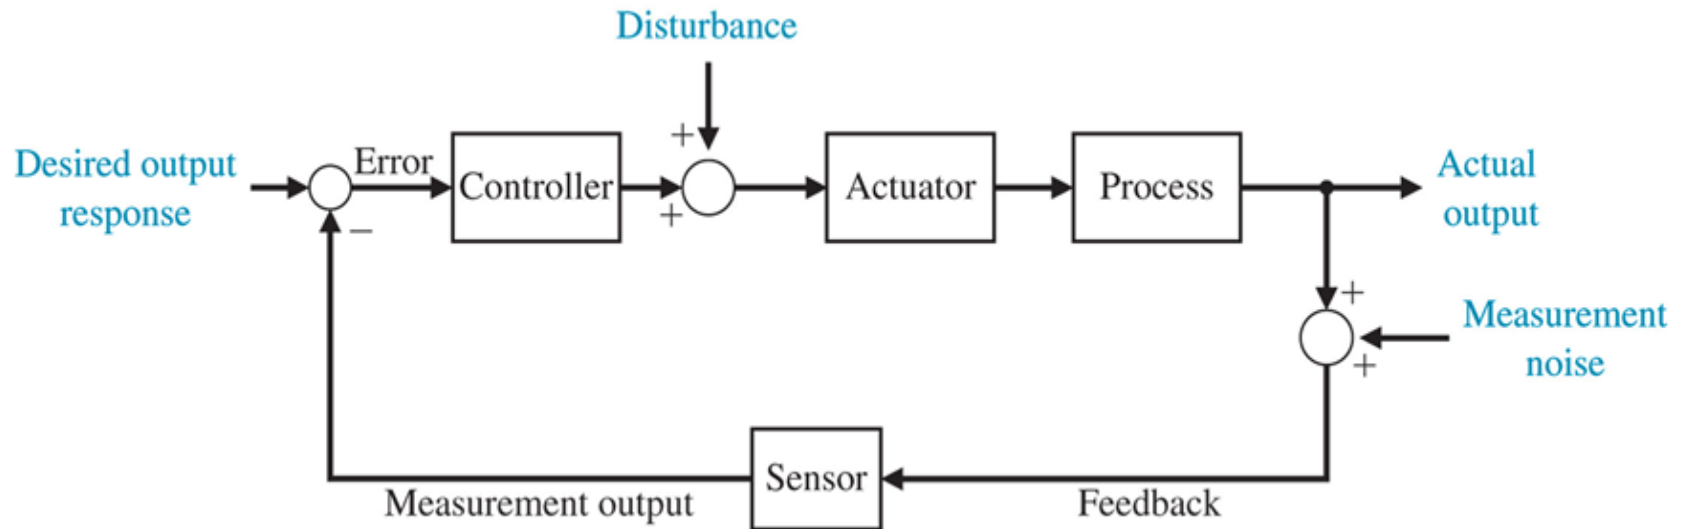 Disturbance
Desired output
response
Error
Controller
+
+
Actuator
Process
Actual
output
−
+
+
Measurement
noise
Sensor
Measurement output
Feedback